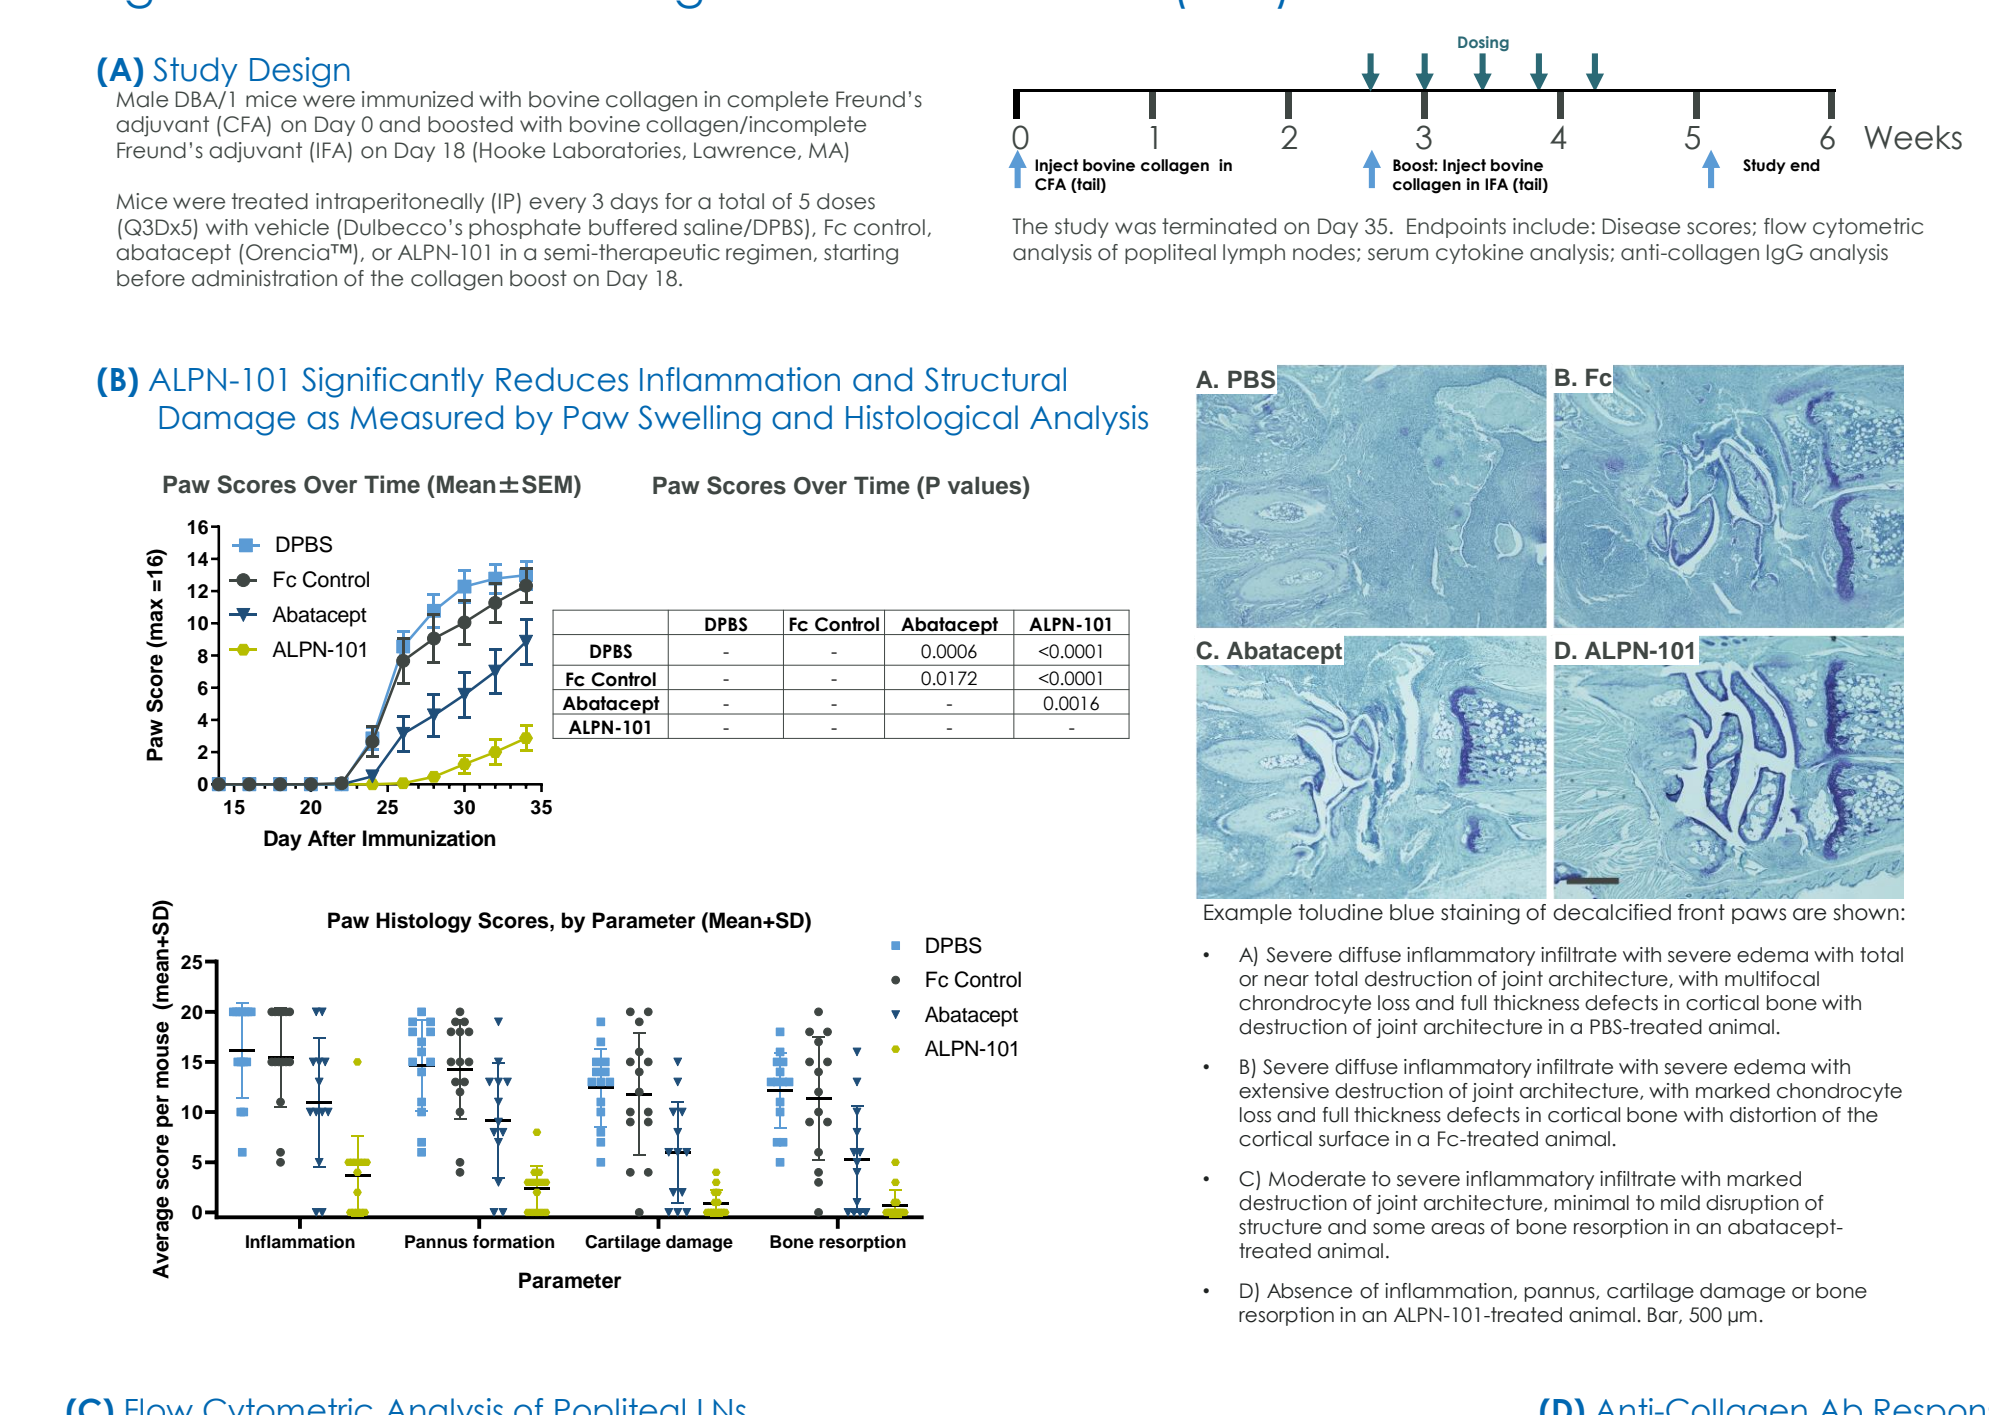 (A) Study Design
Male DBA/1 mice were immunized with bovine collagen in complete Freund's
adjuvant (CFA) on Day 0 and boosted with bovine collagen/incomplete
Freund's adjuvant (IFA) on Day 18 (Hooke Laboratories, Lawrence, MA)
Mice were treated intraperitoneally (IP) every 3 days for a total of 5 doses
(Q3Dx5) with vehicle (Dulbecco's phosphate buffered saline/DPBS), Fc control,
abatacept (Orencia™), or ALPN-101 in a semi-therapeutic regimen, starting
before administration of the collagen boost on Day 18.
Dosing
0 1 2 3 4 5 6 Weeks
Inject bovine collagen in
CFA (tail)
Boost: Inject bovine
collagen in IFA (tail)
Study end
The study was terminated on Day 35. Endpoints include: Disease scores; flow cytometric
analysis of popliteal lymph nodes; serum cytokine analysis; anti-collagen IgG analysis
(B) ALPN-101 Significantly Reduces Inflammation and Structural
Damage as Measured by Paw Swelling and Histological Analysis
Paw Scores Over Time (Mean±SEM)
Paw Score (max =16)
16
14
12
10
8
6
4
2
0
DPBS
Fc Control
Abatacept
ALPN-101
15 20 25 30 35
Day After Immunization
Paw Scores Over Time (P values)
DPBS Fc Control Abatacept ALPN-101
DPBS - - 0.0006 <0.0001
Fc Control - - 0.0172 <0.0001
Abatacept - - - 0.0016
ALPN-101 - - - -
Paw Histology Scores, by Parameter (Mean+SD)
Average score per mouse (mean+SD)
25
20
15
10
5
0
DPBS
Fc Control
Abatacept
ALPN-101
Inflammation Pannus formation Cartilage damage Bone resorption
Parameter
A. PBS
B. Fc
C. Abatacept
D. ALPN-101
Example toludine blue staining of decalcified front paws are shown:
• A) Severe diffuse inflammatory infiltrate with severe edema with total
or near total destruction of joint architecture, with multifocal
chrondrocyte loss and full thickness defects in cortical bone with
destruction of joint architecture in a PBS-treated animal.
• B) Severe diffuse inflammatory infiltrate with severe edema with
extensive destruction of joint architecture, with marked chondrocyte
loss and full thickness defects in cortical bone with distortion of the
cortical surface in a Fc-treated animal.
• C) Moderate to severe inflammatory infiltrate with marked
destruction of joint architecture, minimal to mild disruption of
structure and some areas of bone resorption in an abatacept-
treated animal.
• D) Absence of inflammation, pannus, cartilage damage or bone
resorption in an ALPN-101-treated animal. Bar, 500 µm.
(C) Flow Cytometric Analysis of Popliteal LNs
(D) Anti-Collagen Ab Respon